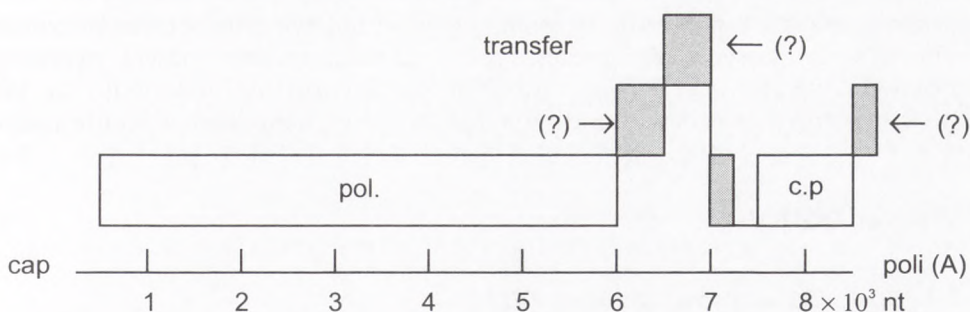 transfer ← (?)
(?) → ← (?)
pol. c.p
cap poli (A)
1 2 3 4 5 6 7 8 × 10³ nt